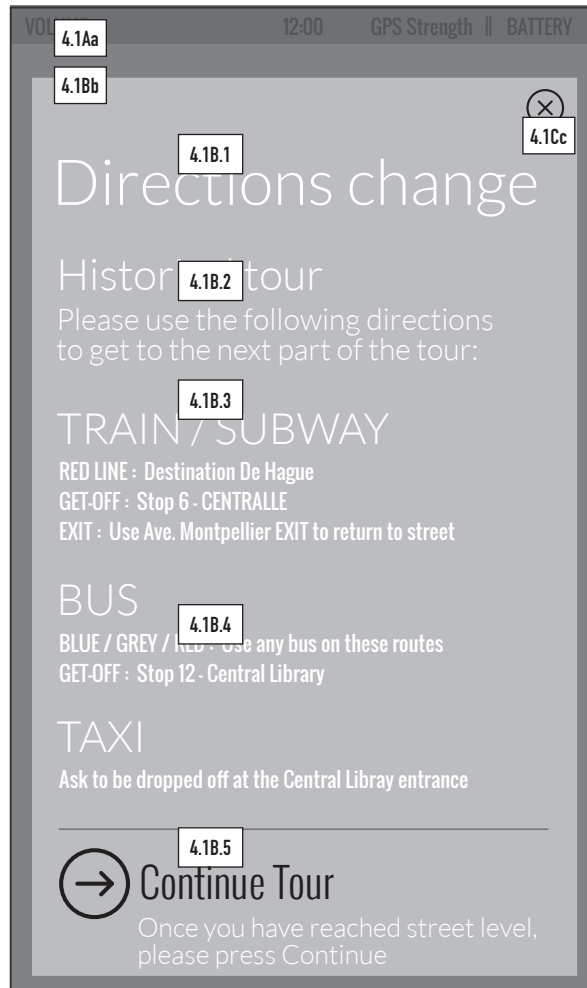 VOL 12:00 GPS Strength || BATTERY
4.1Aa
4.1Bb
4.1Cc
4.1B.1
Directions change
4.1B.2
Histor tour
Please use the following directions
to get to the next part of the tour:
4.1B.3
TRAIN / SUBWAY
RED LINE : Destination De Hague
GET-OFF : Stop 6 - CENTRALLE
EXIT : Use Ave. Montpellier EXIT to return to street
BUS
4.1B.4
BLUE / GREY / RED : Use any bus on these routes
GET-OFF : Stop 12 - Central Library
TAXI
Ask to be dropped off at the Central Libray entrance
4.1B.5
Continue Tour
Once you have reached street level,
please press Continue